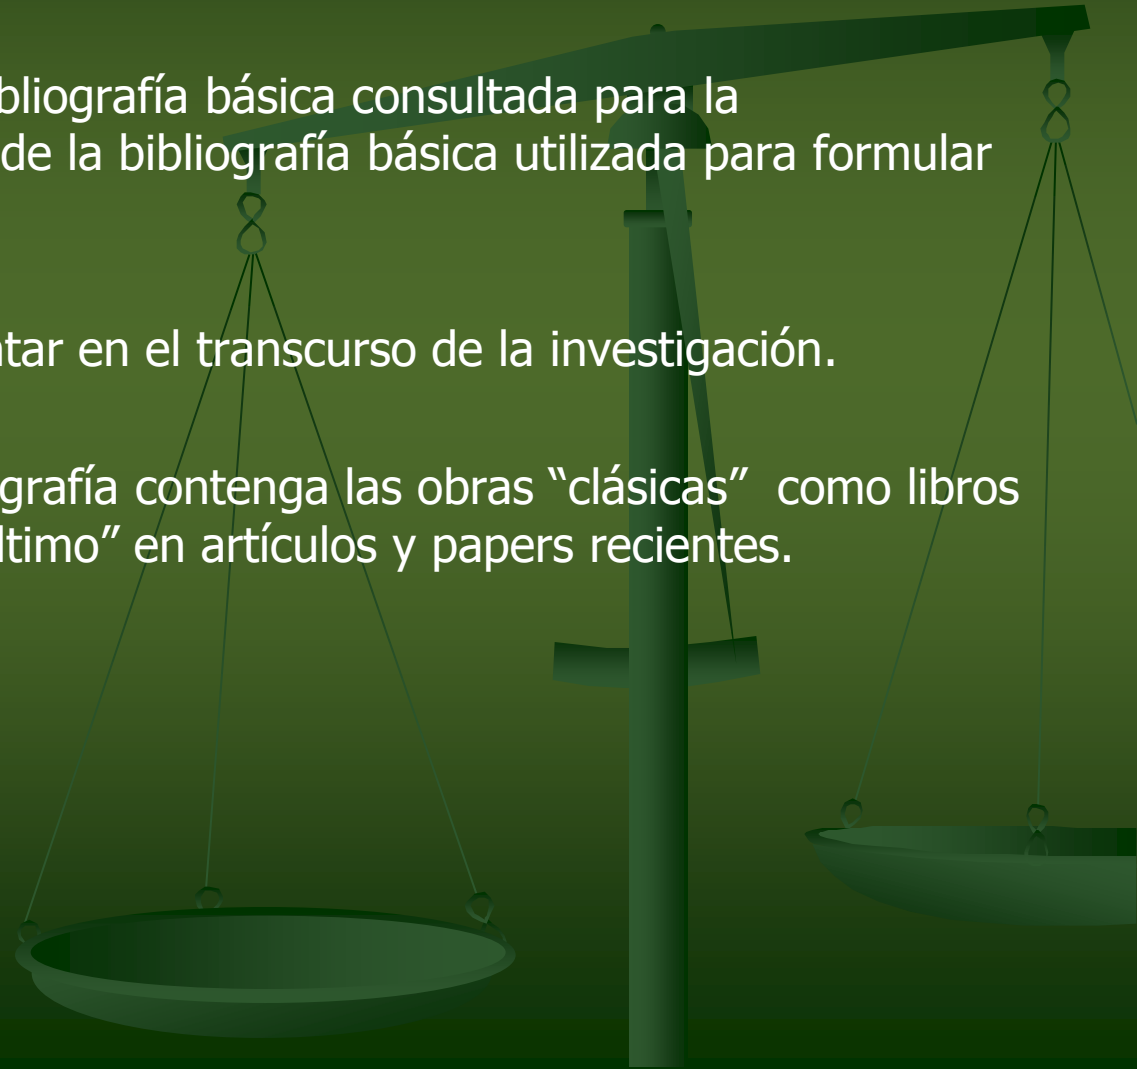 bliografía básica consultada para la
de la bibliografía básica utilizada para formular
ntar en el transcurso de la investigación.
grafía contenga las obras “clásicas”  como libros
ltimo” en artículos y papers recientes.